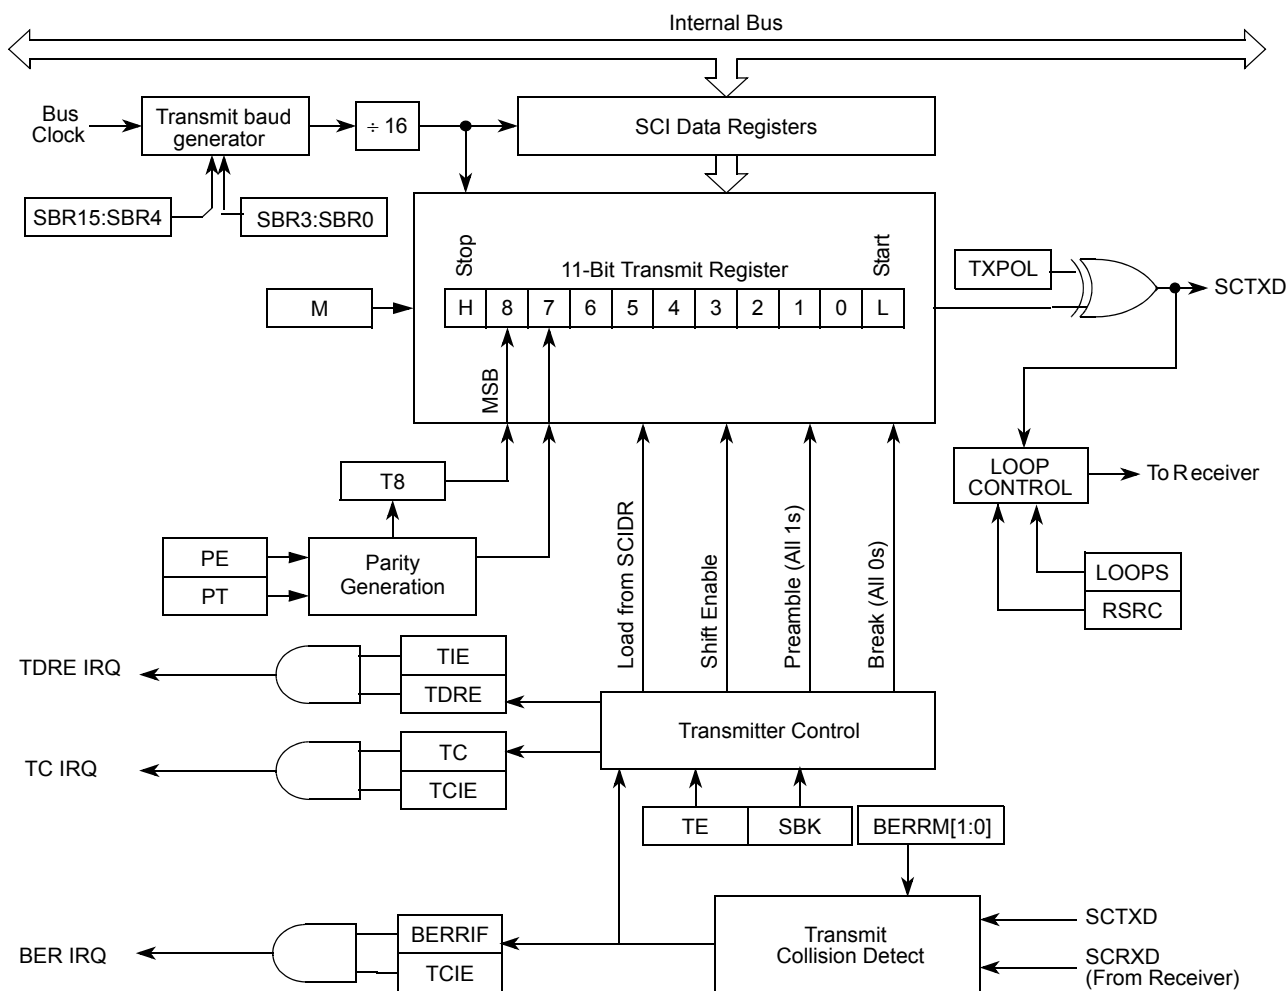 Internal Bus
Bus
Clock
Transmit baud
generator
÷ 16
SCI Data Registers
SBR15:SBR4
SBR3:SBR0
Stop
11-Bit Transmit Register
Start
TXPOL
SCTXD
M
H 8 7 6 5 4 3 2 1 0 L
MSB
T8
LOOP
CONTROL
To Receiver
PE
PT
Parity
Generation
Load from SCIDR
Shift Enable
Preamble (All 1s)
Break (All 0s)
LOOPS
RSRC
TDRE IRQ
TIE
TDRE
Transmitter Control
TC IRQ
TC
TCIE
TE
SBK
BERRM[1:0]
BER IRQ
BERRIF
TCIE
Transmit
Collision Detect
SCTXD
SCRXD
(From Receiver)